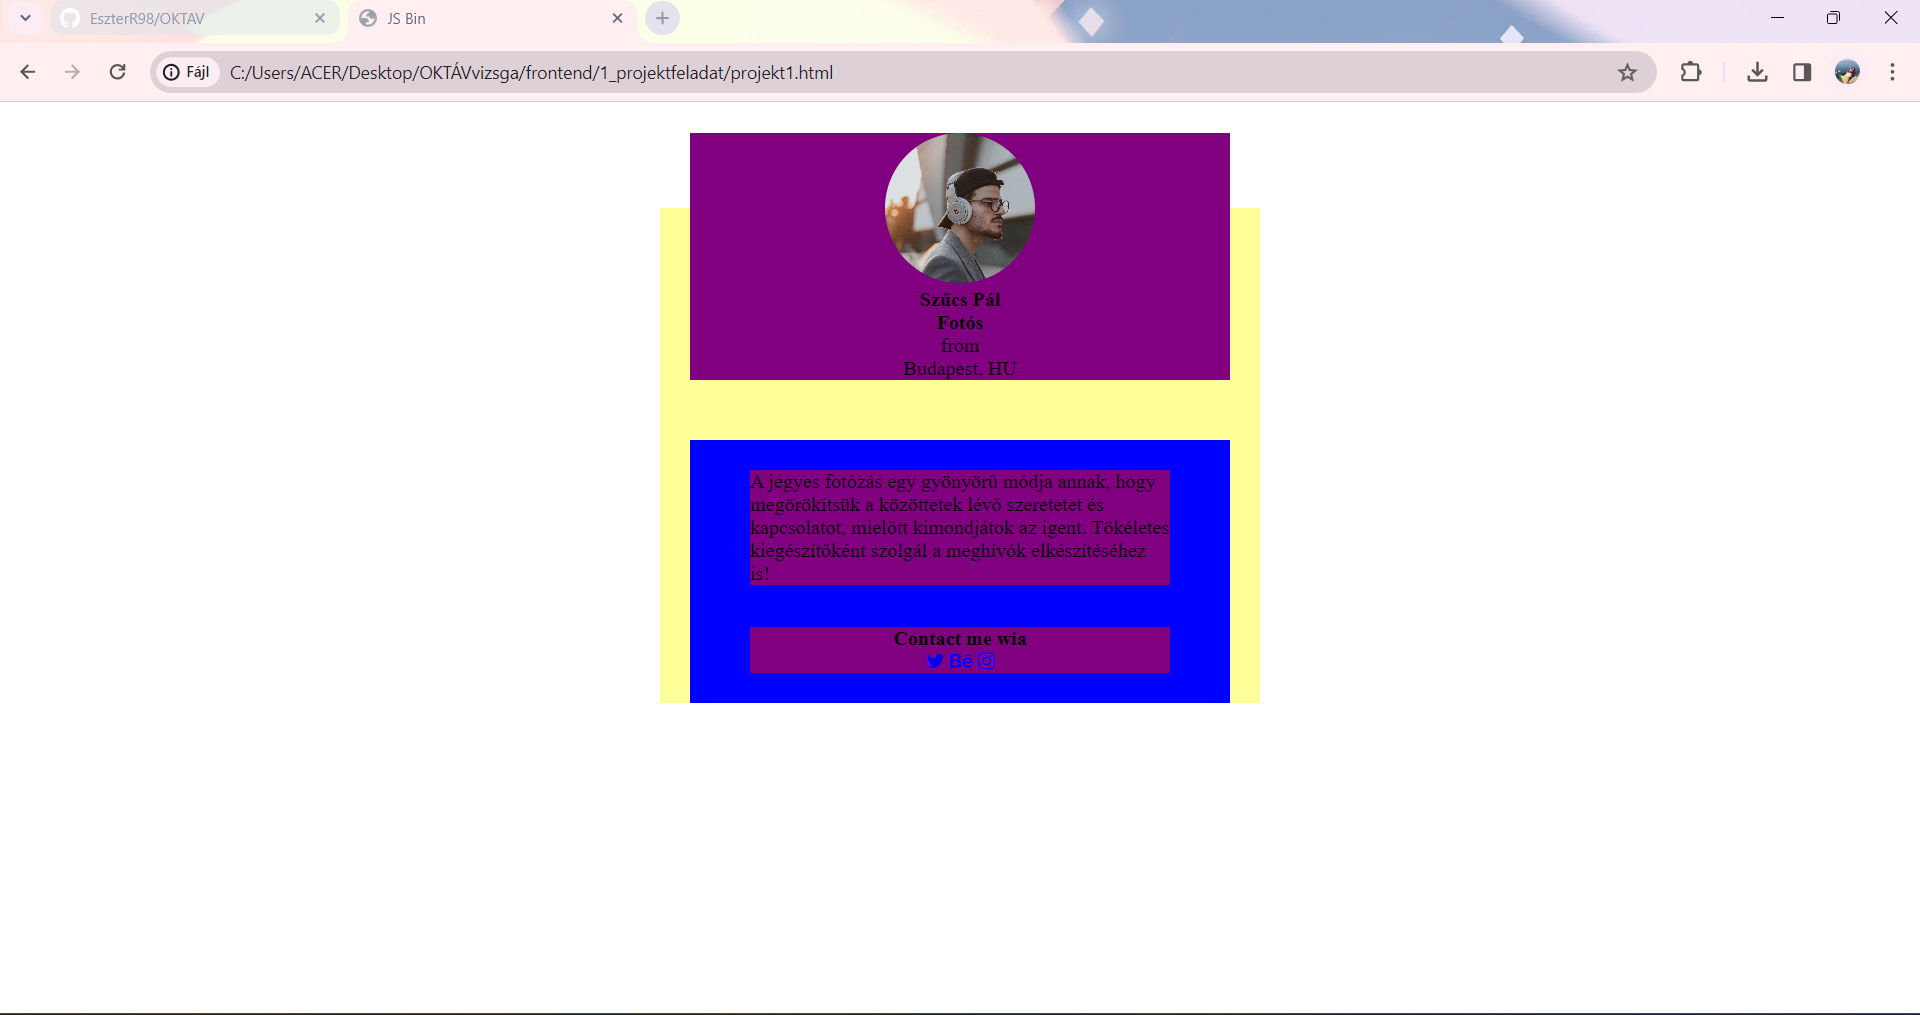 EszterR98/OKTAV
JS Bin
Fájl
C:/Users/ACER/Desktop/OKTÁVvizsga/frontend/1_projektfeladat/projekt1.html
Szűcs Pál
Fotós
from
Budapest, HU
A jegyes fotózás egy gyönyörű módja annak, hogy
megörökítsük a közöttetek lévő szeretetet és
kapcsolatot, mielőtt kimondjátok az igent. Tökéletes
kiegészítőként szolgál a meghívók elkészítéséhez
is!
Contact me wia
Bē